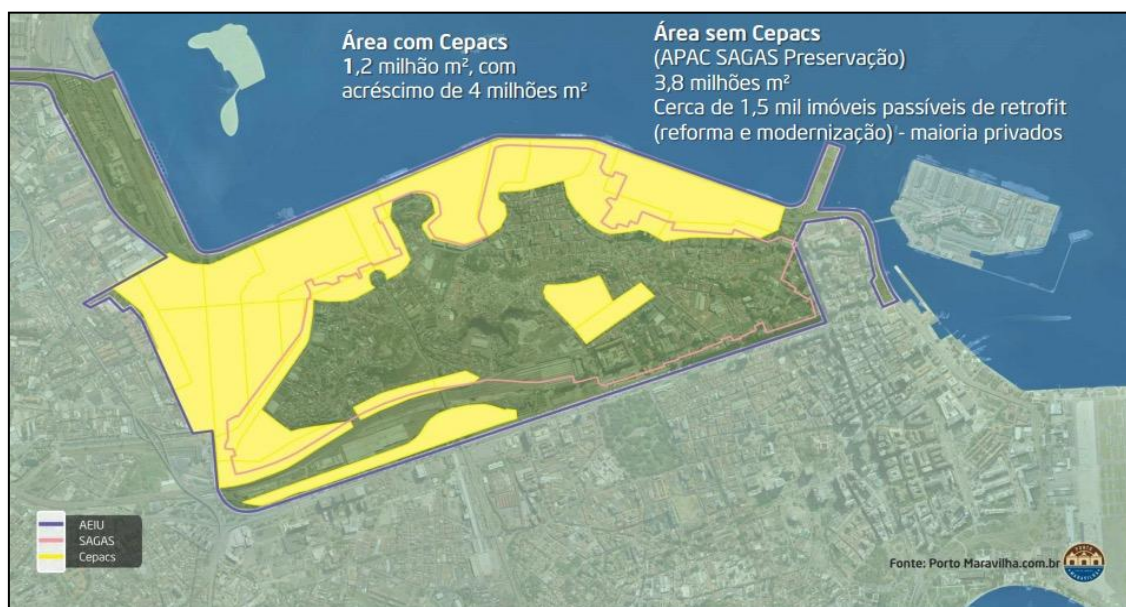 Área com Cepacs
1,2 milhão m², com
acréscimo de 4 milhões m²
Área sem Cepacs
(APAC SAGAS Preservação)
3,8 milhões m²
Cerca de 1,5 mil imóveis passíveis de retrofit
(reforma e modernização) - maioria privados
AEIU
SAGAS
Cepacs
Fonte: Porto Maravilha.com.br
PORTO
MARAVILHA